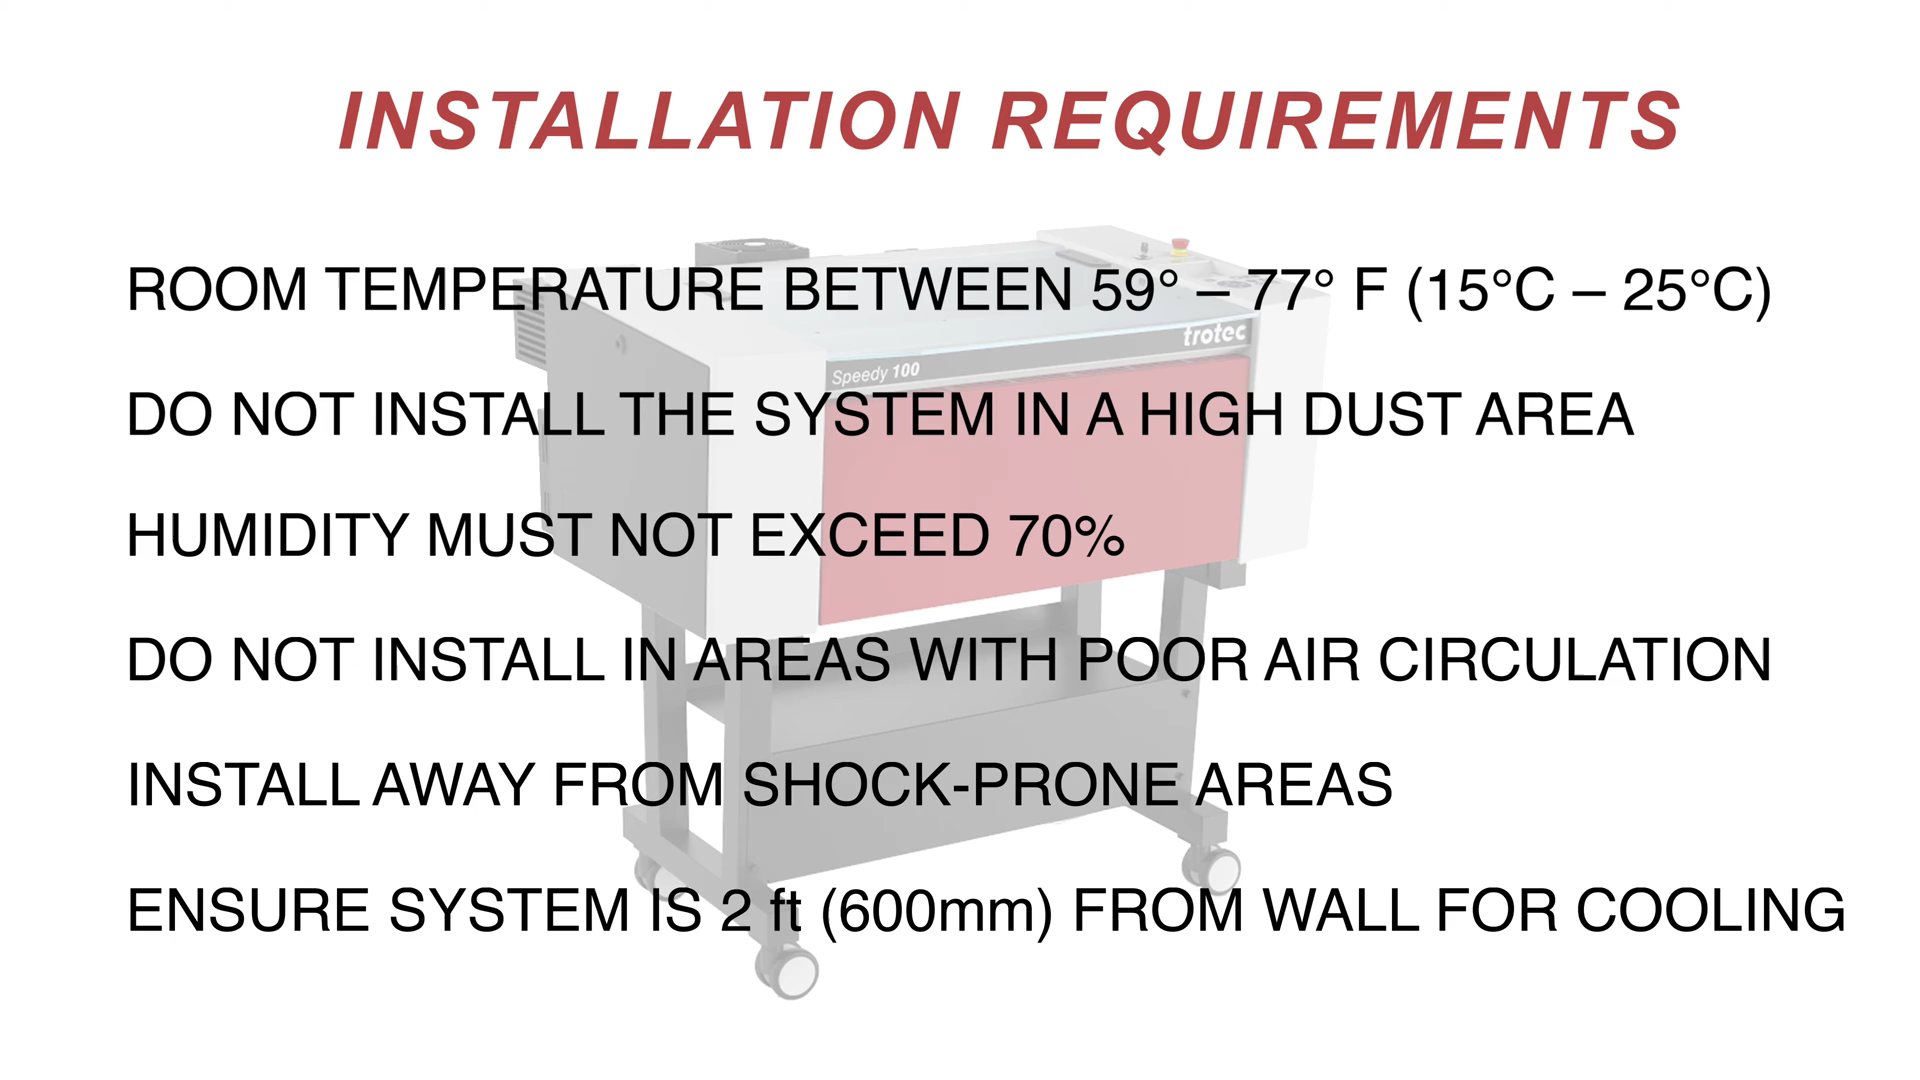 INSTALLATION REQUIREMENTS
ROOM TEMPERATURE BETWEEN 59° – 77° F (15°C – 25°C)
trotec
Speedy 100
DO NOT INSTALL THE SYSTEM IN A HIGH DUST AREA
HUMIDITY MUST NOT EXCEED 70%
DO NOT INSTALL IN AREAS WITH POOR AIR CIRCULATION
INSTALL AWAY FROM SHOCK-PRONE AREAS
ENSURE SYSTEM IS 2 ft (600mm) FROM WALL FOR COOLING